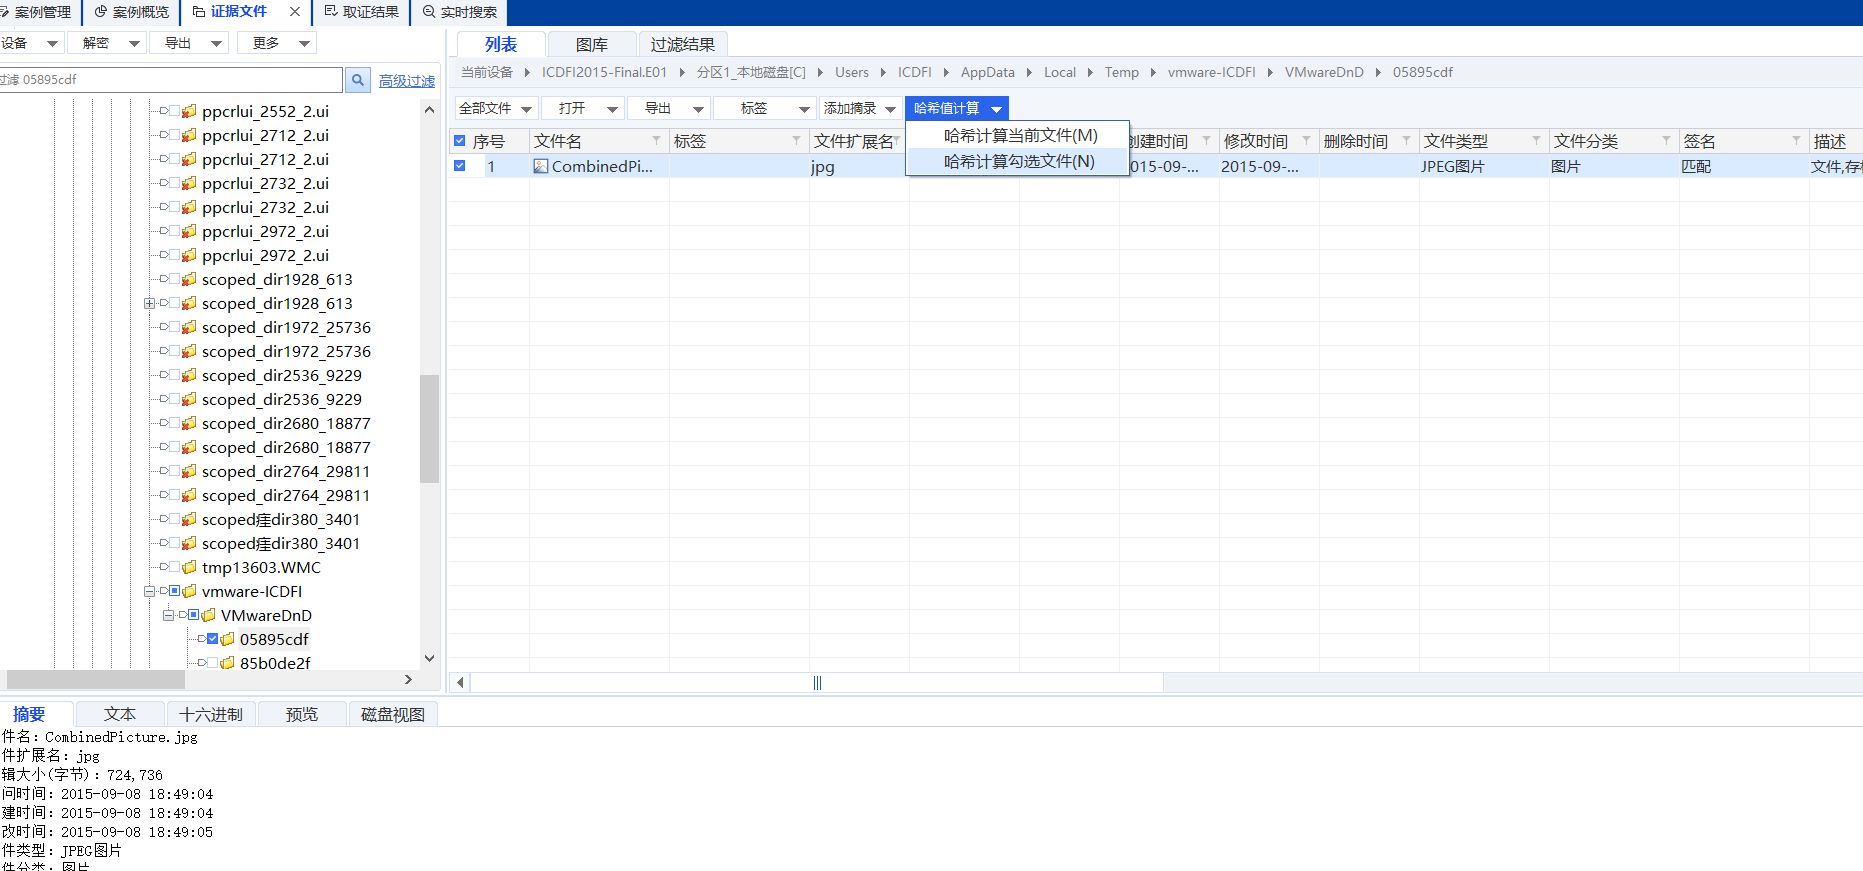 案例管理 案例概览 证据文件 取证结果 实时搜索
设备 解密 导出 更多
过滤 05895cdf 高级过滤
ppcrlui_2552_2.ui
ppcrlui_2712_2.ui
ppcrlui_2712_2.ui
ppcrlui_2732_2.ui
ppcrlui_2732_2.ui
ppcrlui_2972_2.ui
ppcrlui_2972_2.ui
scoped_dir1928_613
scoped_dir1928_613
scoped_dir1972_25736
scoped_dir1972_25736
scoped_dir2536_9229
scoped_dir2536_9229
scoped_dir2680_18877
scoped_dir2680_18877
scoped_dir2764_29811
scoped_dir2764_29811
scoped痓dir380_3401
scoped痓dir380_3401
tmp13603.WMC
vmware-ICDFI
VMwareDnD
05895cdf
85b0de2f
列表 图库 过滤结果
当前设备 ICDFI2015-Final.E01 分区1_本地磁盘[C] Users ICDFI AppData Local Temp vmware-ICDFI VMwareDnD 05895cdf
全部文件 打开 导出 标签 添加摘录 哈希值计算
哈希计算当前文件(M)
哈希计算勾选文件(N)
序号 文件名 标签 文件扩展名 创建时间 修改时间 删除时间 文件类型 文件分类 签名 描述
1 CombinedPi... jpg 2015-09-... 2015-09-... JPEG图片 图片 匹配 文件,存
摘要 文本 十六进制 预览 磁盘视图
件名：CombinedPicture.jpg
件扩展名：jpg
辑大小(字节)：724,736
问时间：2015-09-08 18:49:04
建时间：2015-09-08 18:49:04
改时间：2015-09-08 18:49:05
件类型：JPEG图片
件分类：图片